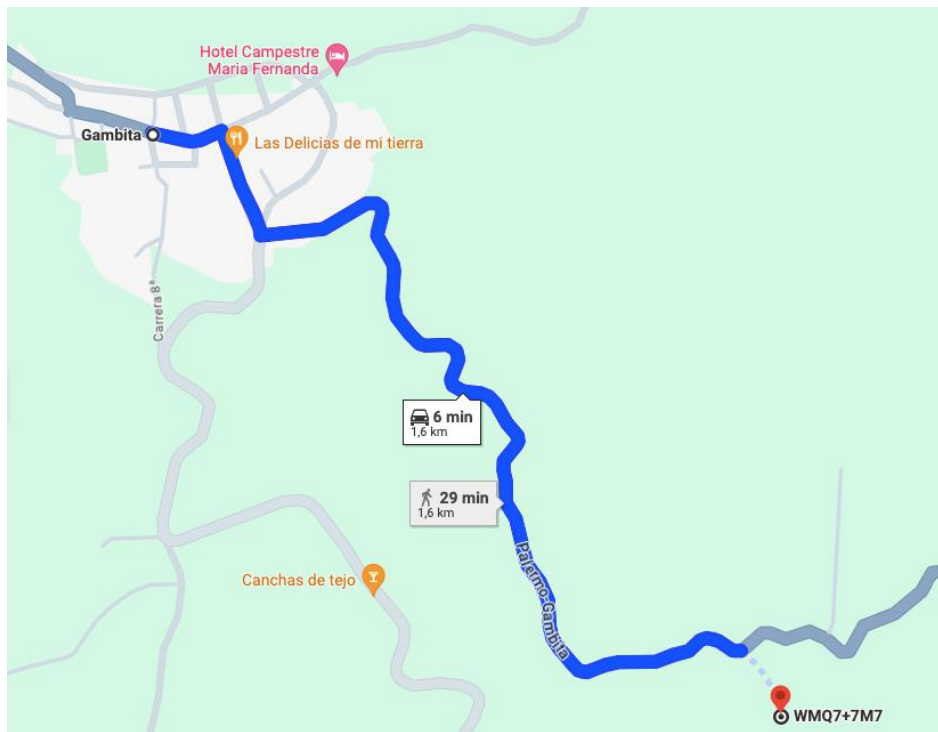 Hotel Campestre
Maria Fernanda
Gambita
Las Delicias de mi tierra
Carrera 8ª
6 min
1,6 km
29 min
1,6 km
Palermo-Gambita
Canchas de tejo
WMQ7+7M7